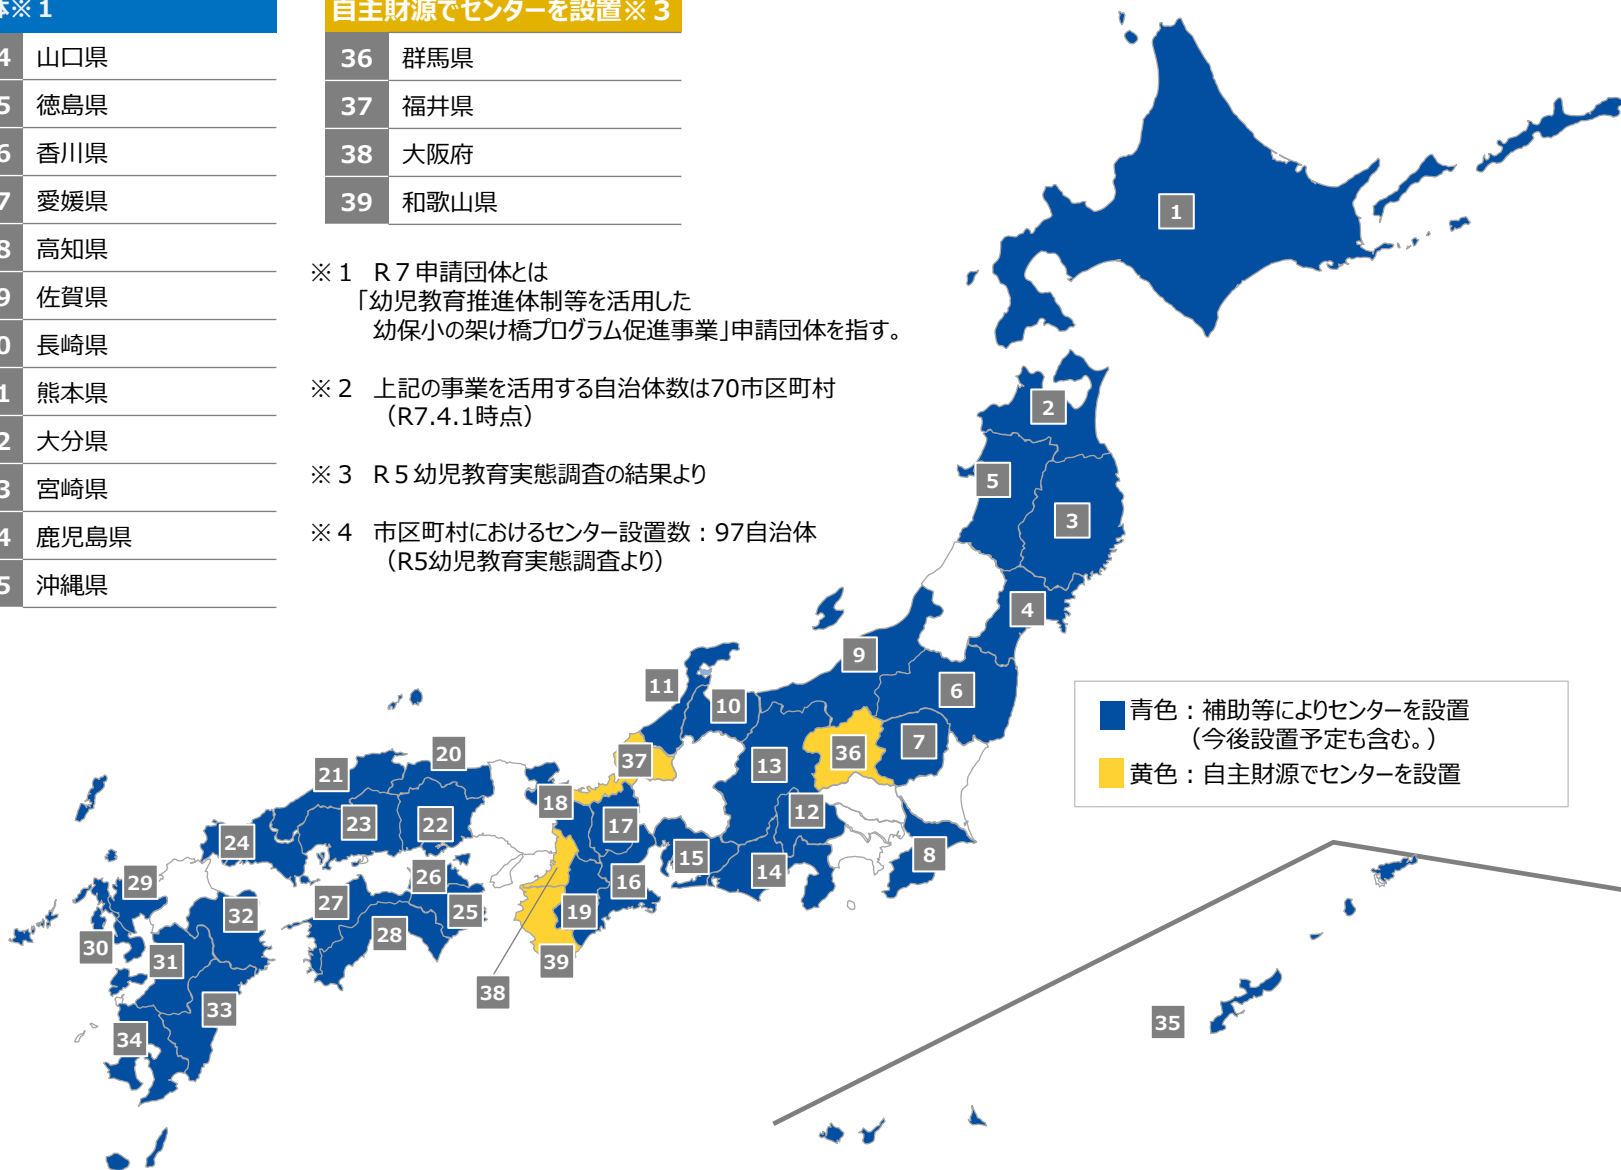 体※1
4 山口県
5 徳島県
6 香川県
7 愛媛県
8 高知県
9 佐賀県
0 長崎県
1 熊本県
2 大分県
3 宮崎県
4 鹿児島県
5 沖縄県
自主財源でセンターを設置※3
36 群馬県
37 福井県
38 大阪府
39 和歌山県
※1 R7申請団体とは
「幼児教育推進体制等を活用した
幼保小の架け橋プログラム促進事業」申請団体を指す。
※2 上記の事業を活用する自治体数は70市区町村
（R7.4.1時点）
※3 R5幼児教育実態調査の結果より
※4 市区町村におけるセンター設置数：97自治体
（R5幼児教育実態調査より）
1
2
5
3
4
9
6
11
10
7
36
37
13
20
21
18
12
17
23
22
24
15
8
14
26
29
16
27
25
19
32
28
30
31
39
38
33
35
34
青色：補助等によりセンターを設置
（今後設置予定も含む。）
黄色：自主財源でセンターを設置